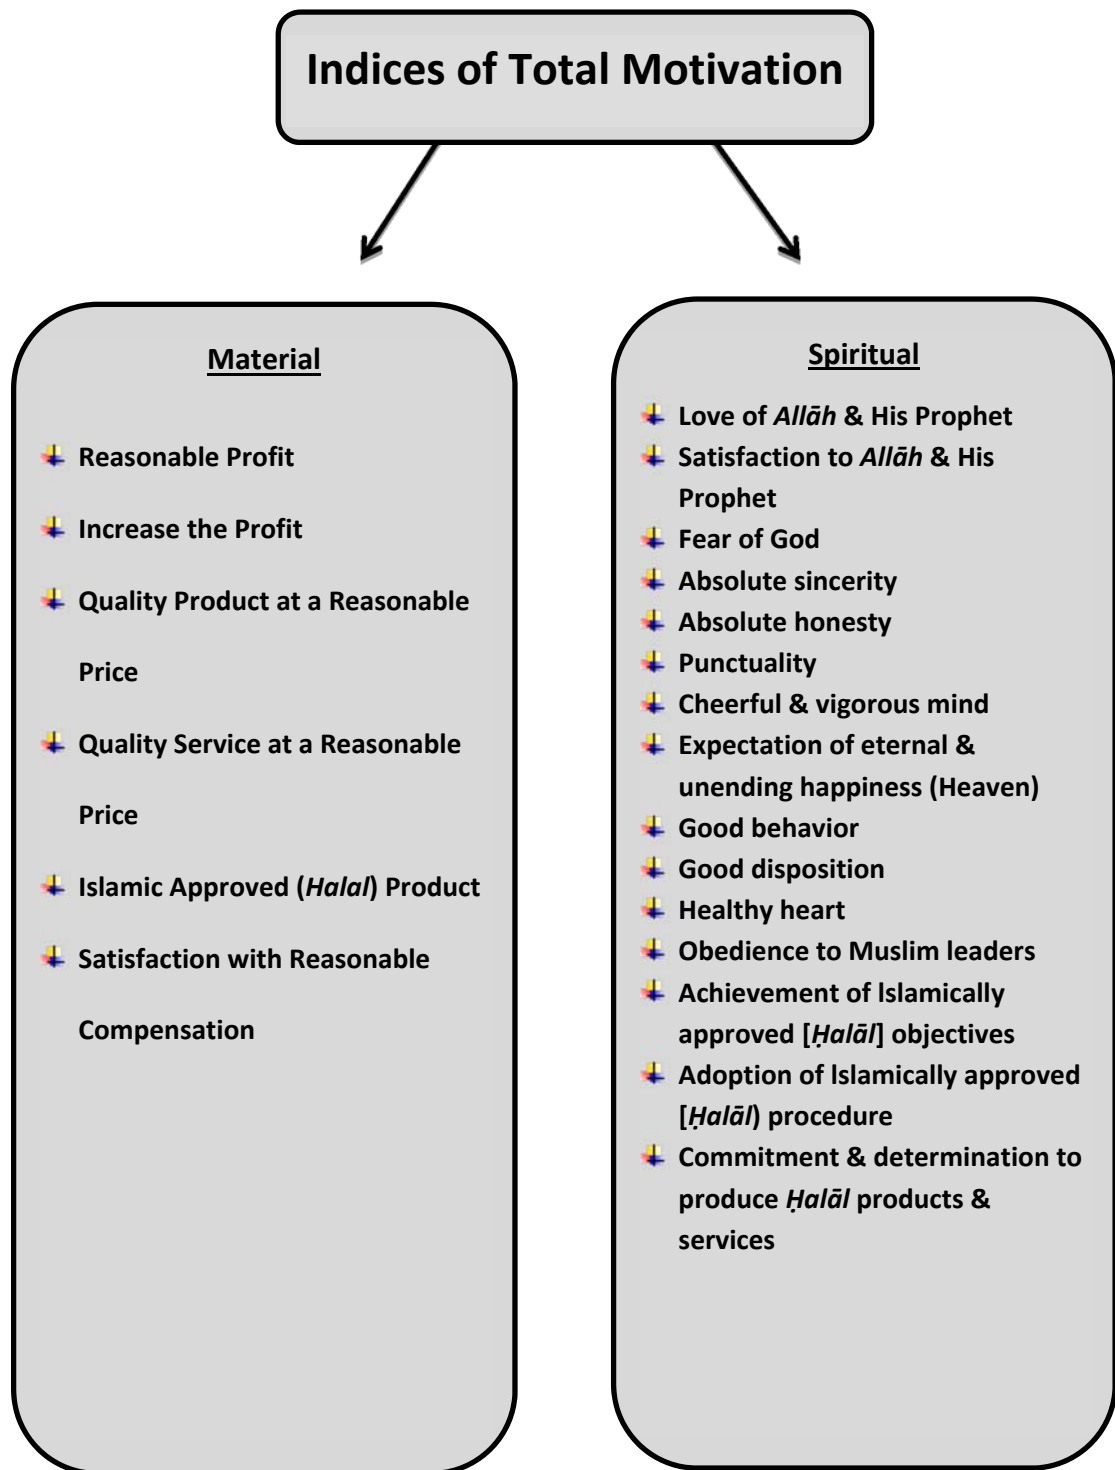 Indices of Total Motivation
Material
Reasonable Profit
Increase the Profit
Quality Product at a Reasonable
Price
Quality Service at a Reasonable
Price
Islamic Approved (Halal) Product
Satisfaction with Reasonable
Compensation
Spiritual
Love of Allāh & His Prophet
Satisfaction to Allāh & His
Prophet
Fear of God
Absolute sincerity
Absolute honesty
Punctuality
Cheerful & vigorous mind
Expectation of eternal &
unending happiness (Heaven)
Good behavior
Good disposition
Healthy heart
Obedience to Muslim leaders
Achievement of Islamically
approved [Ḥalāl] objectives
Adoption of Islamically approved
[Ḥalāl) procedure
Commitment & determination to
produce Ḥalāl products &
services